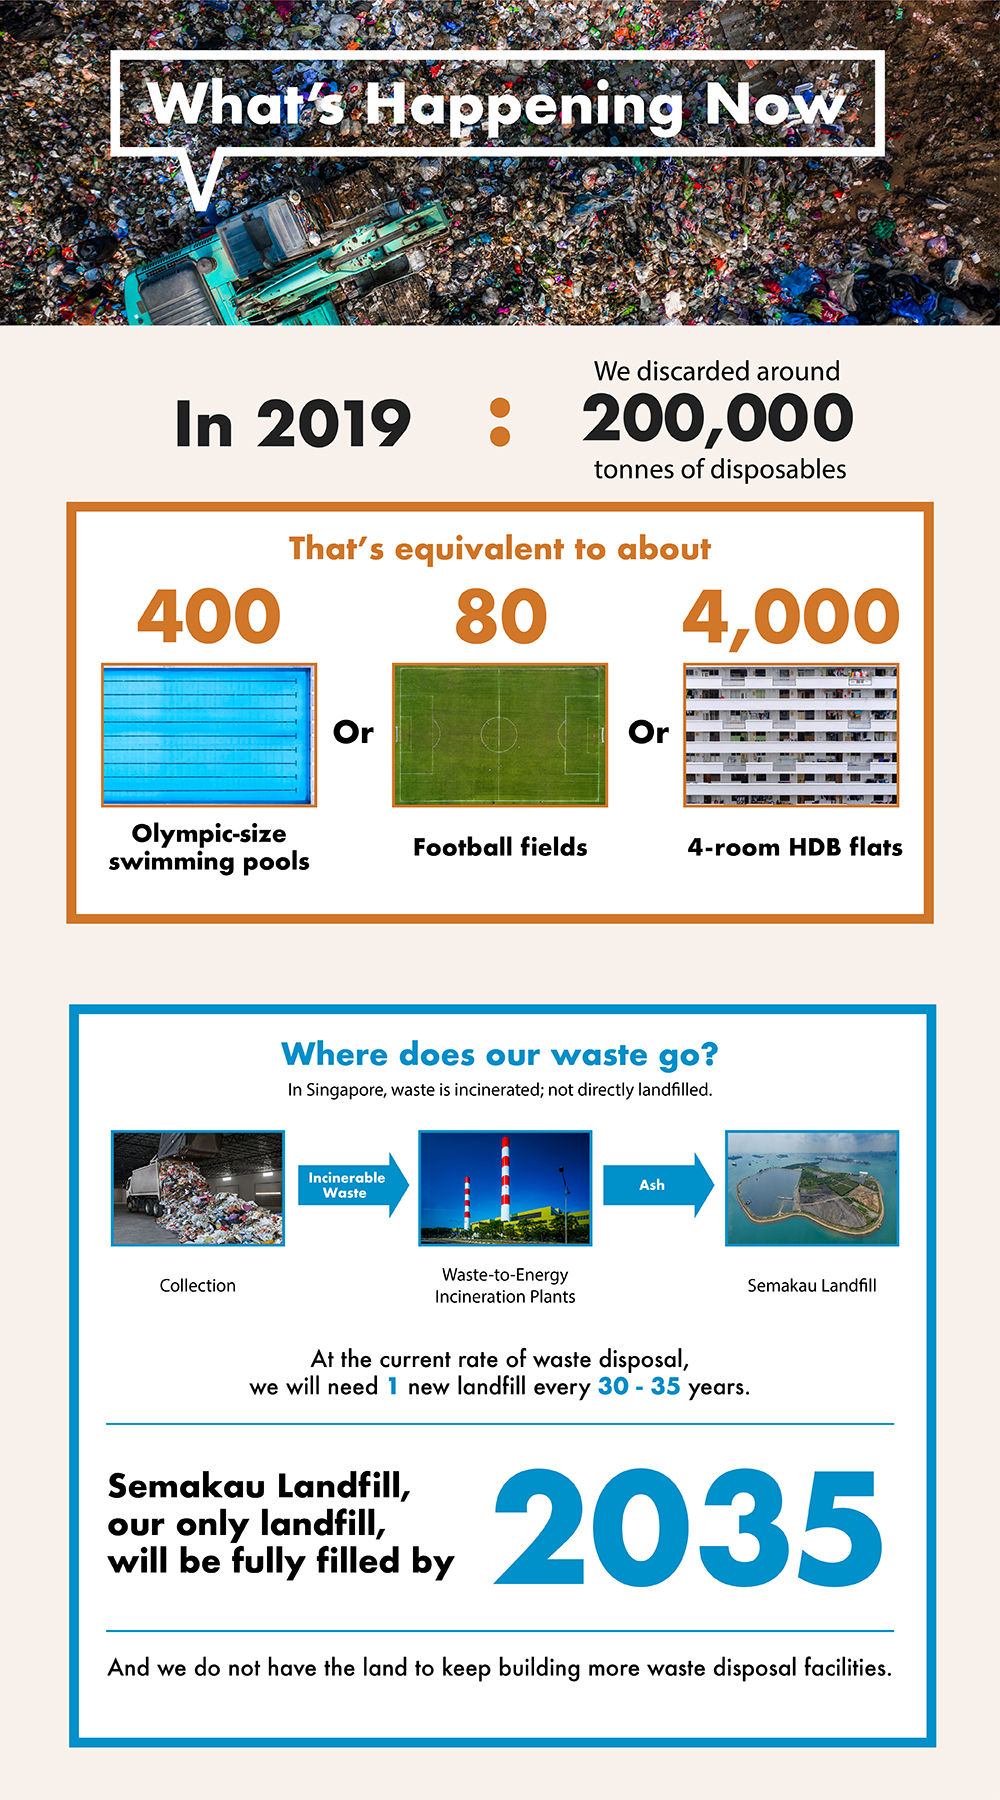 What's Happening Now
In 2019 :
We discarded around
200,000
tonnes of disposables
That's equivalent to about
400
Olympic-size
swimming pools
Or
80
Football fields
Or
4,000
4-room HDB flats
Where does our waste go?
In Singapore, waste is incinerated; not directly landfilled.
Collection
Incinerable
Waste
Waste-to-Energy
Incineration Plants
Ash
Semakau Landfill
At the current rate of waste disposal,
we will need 1 new landfill every 30 - 35 years.
Semakau Landfill,
our only landfill,
will be fully filled by
2035
And we do not have the land to keep building more waste disposal facilities.